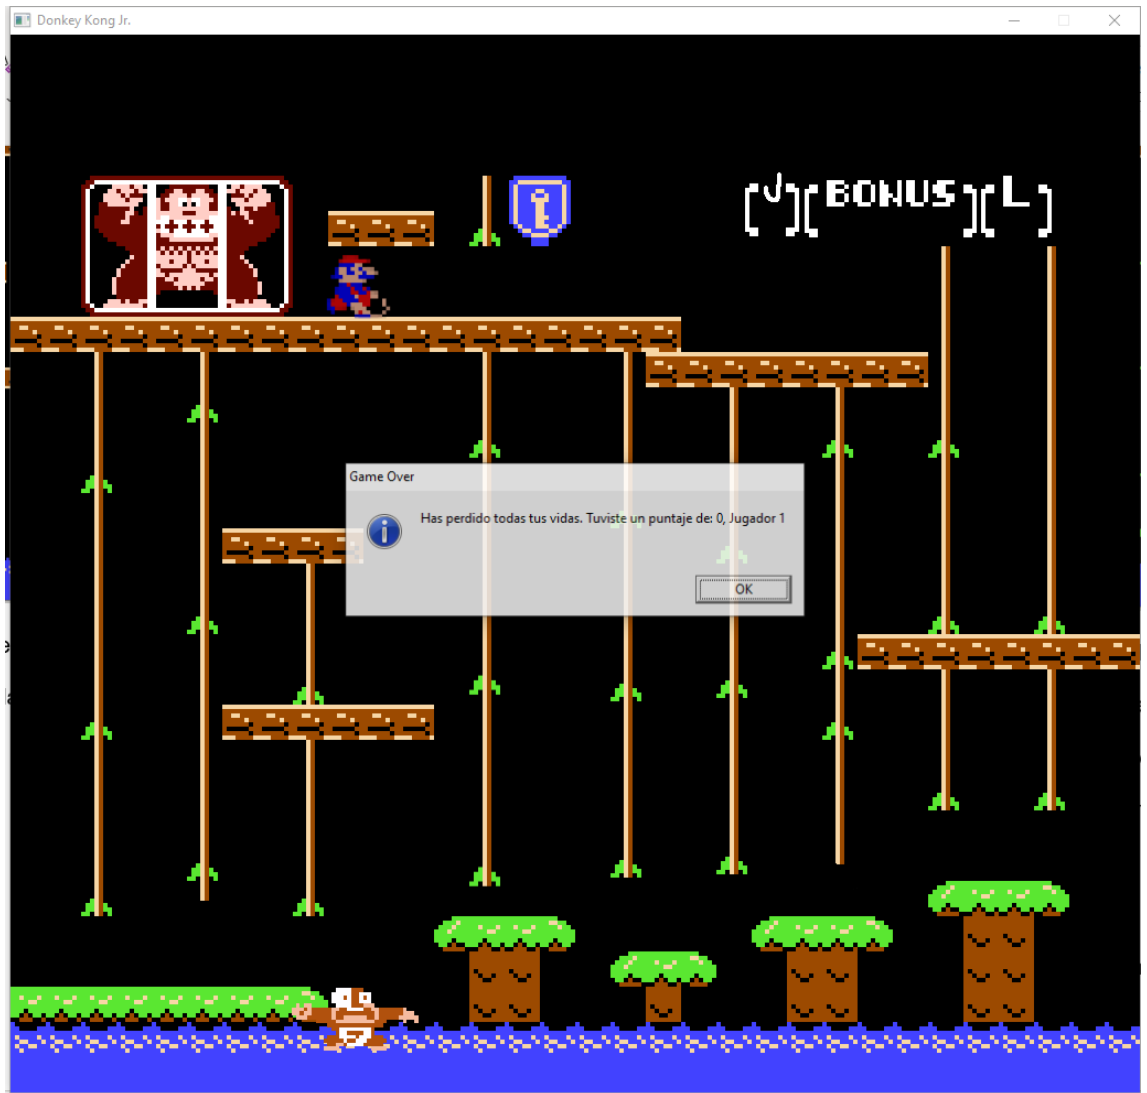 Donkey Kong Jr.
BONUS L
Game Over
Has perdido todas tus vidas. Tuviste un puntaje de: 0, Jugador 1
OK